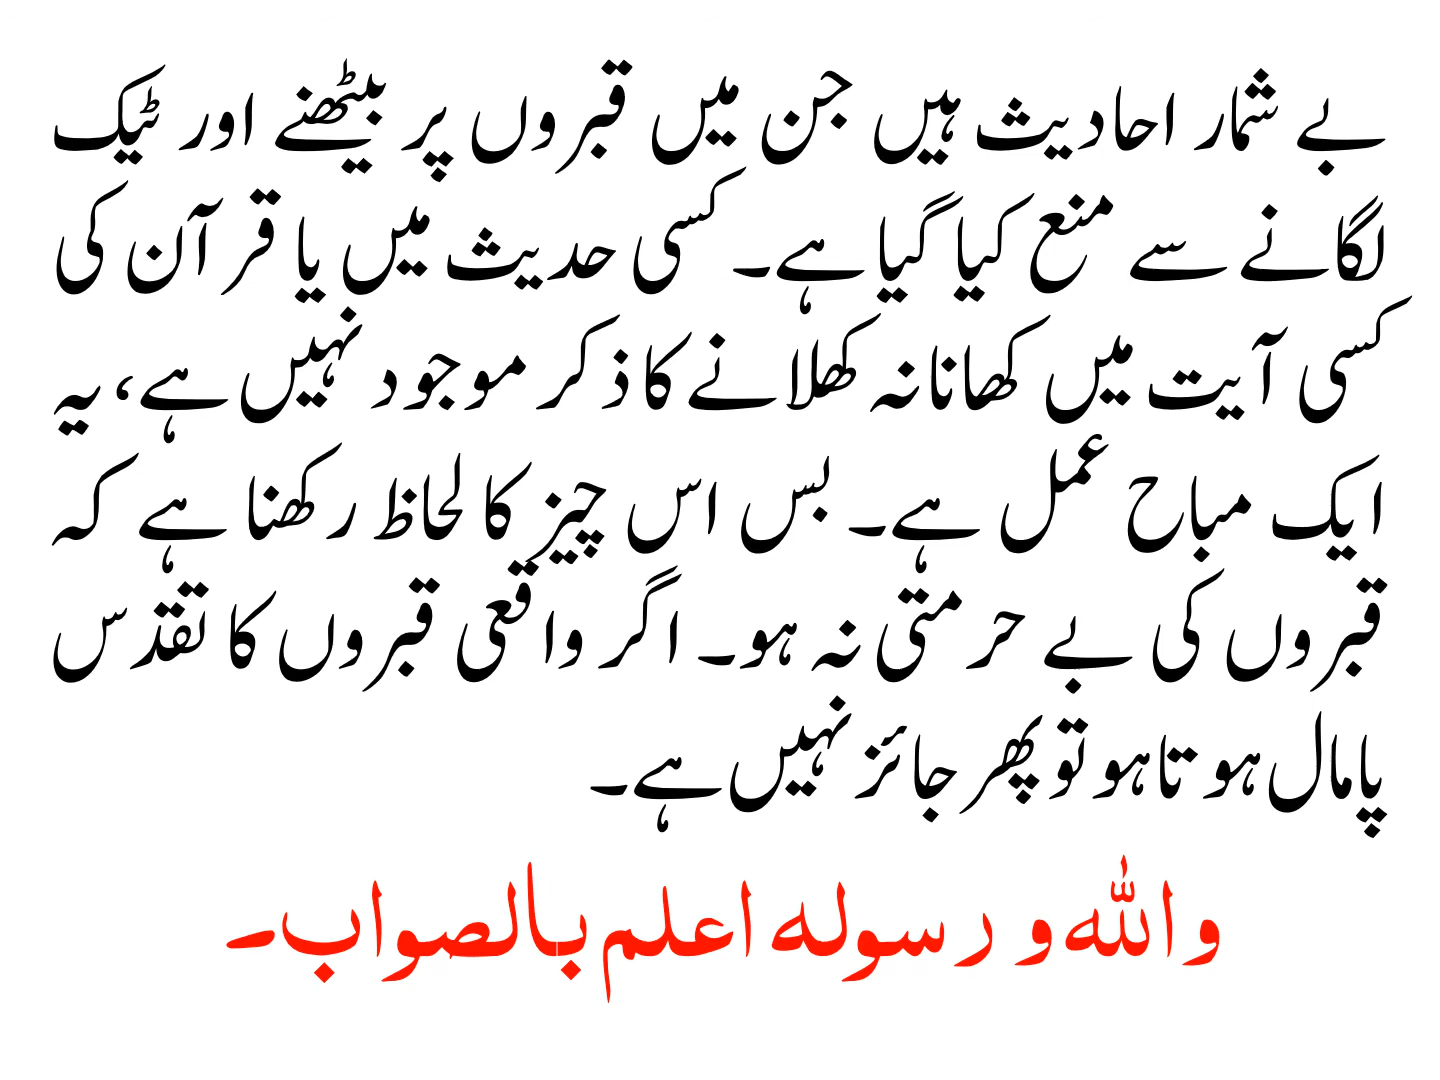 بے شمار احادیث ہیں جن میں قبروں پر بیٹھنے اور ٹیک
لگانے سے منع کیا گیا ہے۔ کسی حدیث میں یا قرآن کی
کسی آیت میں کھانا نہ کھلانے کا ذکر موجود نہیں ہے، یہ
ایک مباح عمل ہے۔ بس اس چیز کا لحاظ رکھنا ہے کہ
قبروں کی بے حرمتی نہ ہو۔ اگر واقعی قبروں کا تقدس
پامال ہوتا ہو تو پھر جائز نہیں ہے۔
واللہ و رسولہ اعلم بالصواب۔